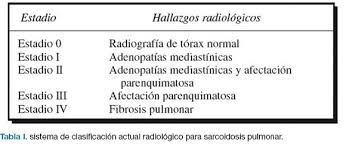 Estadio Hallazgos radiológicos
Estadio 0 Radiografía de tórax normal
Estadio I Adenopatías mediastínicas
Estadio II Adenopatías mediastínicas y afectación
parenquimatosa
Estadio III Afectación parenquimatosa
Estadio IV Fibrosis pulmonar
Tabla I. sistema de clasificación actual radiológico para sarcoidosis pulmonar.